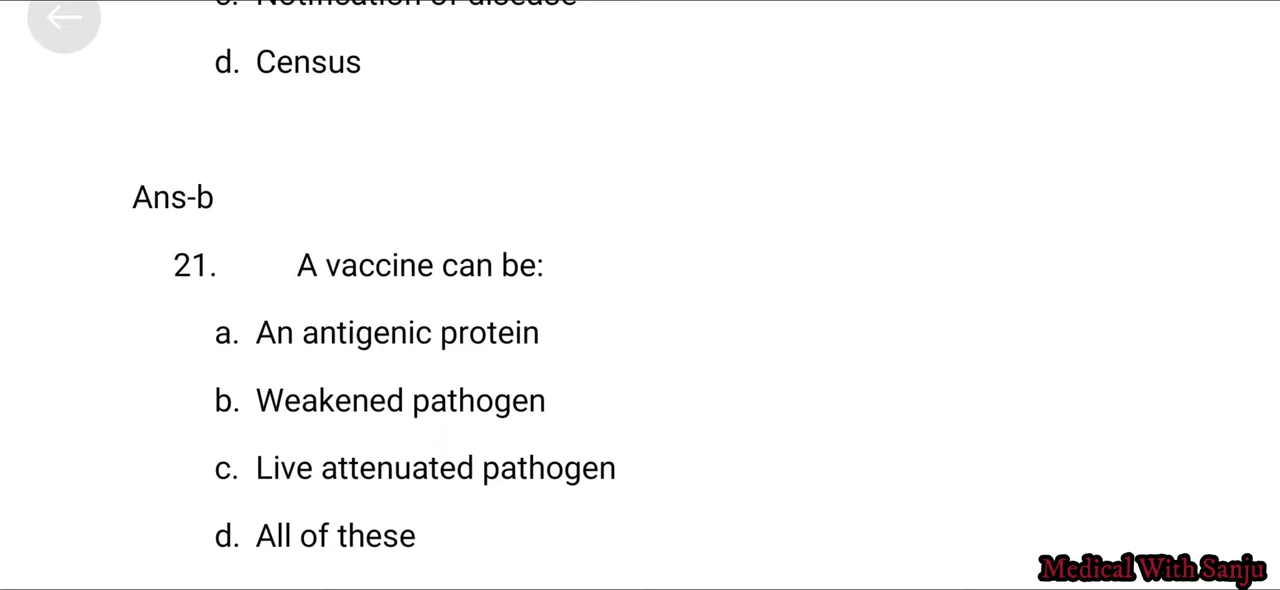 d. Census
Ans-b
21. A vaccine can be:
a. An antigenic protein
b. Weakened pathogen
c. Live attenuated pathogen
d. All of these
Medical With Sanju